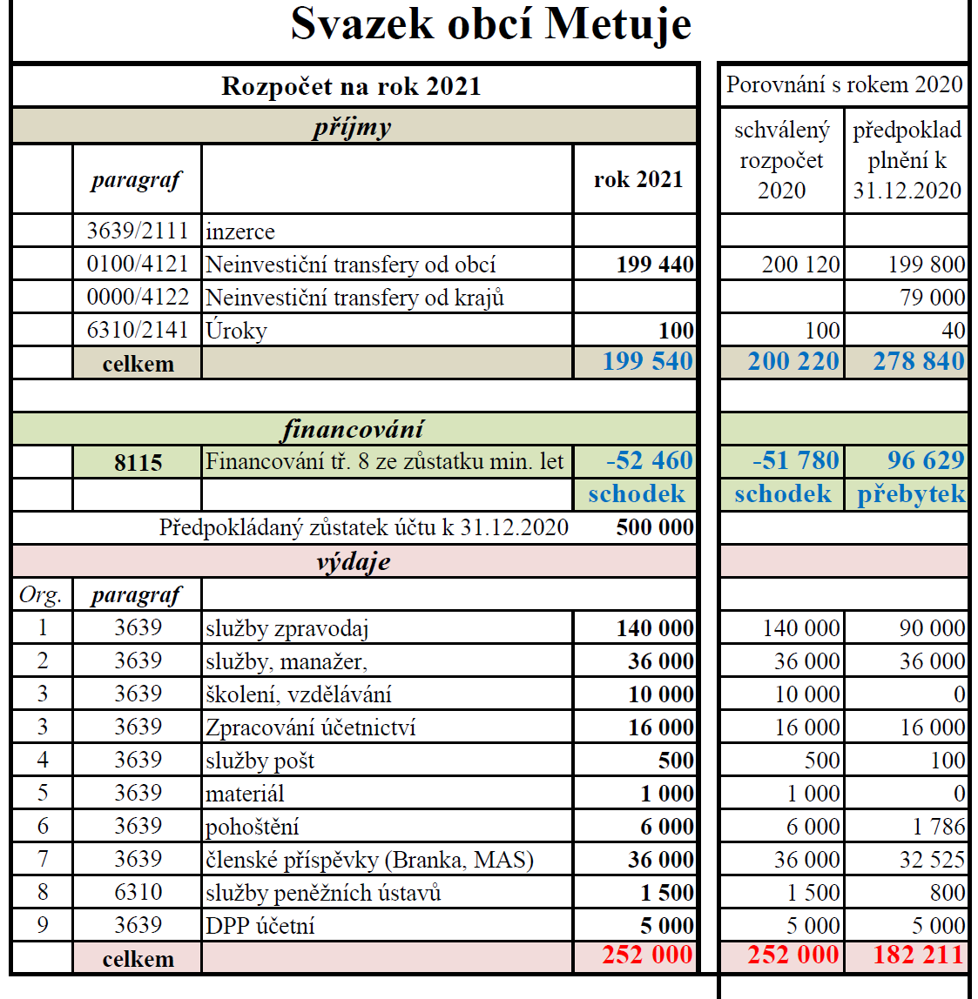 Svazek obcí Metuje
Rozpočet na rok 2021 Porovnání s rokem 2020
příjmy schválený rozpočet 2020 předpoklad plnění k 31.12.2020
paragraf rok 2021
3639/2111 inzerce
0100/4121 Neinvestiční transfery od obcí 199 440 200 120 199 800
0000/4122 Neinvestiční transfery od krajů 79 000
6310/2141 Úroky 100 100 40
celkem 199 540 200 220 278 840
financování
8115 Financování tř. 8 ze zůstatku min. let -52 460 -51 780 96 629
schodek schodek přebytek
Předpokládaný zůstatek účtu k 31.12.2020 500 000
výdaje
Org. paragraf
1 3639 služby zpravodaj 140 000 140 000 90 000
2 3639 služby, manažer, 36 000 36 000 36 000
3 3639 školení, vzdělávání 10 000 10 000 0
3 3639 Zpracování účetnictví 16 000 16 000 16 000
4 3639 služby pošt 500 500 100
5 3639 materiál 1 000 1 000 0
6 3639 pohoštění 6 000 6 000 1 786
7 3639 členské příspěvky (Branka, MAS) 36 000 36 000 32 525
8 6310 služby peněžních ústavů 1 500 1 500 800
9 3639 DPP účetní 5 000 5 000 5 000
celkem 252 000 252 000 182 211